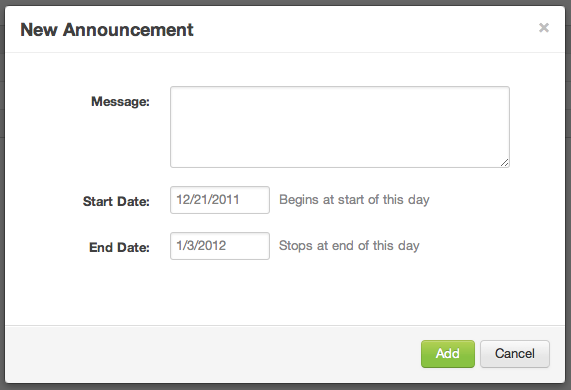 New Announcement ×
Message:
Start Date: 12/21/2011 Begins at start of this day
End Date: 1/3/2012 Stops at end of this day
Add Cancel